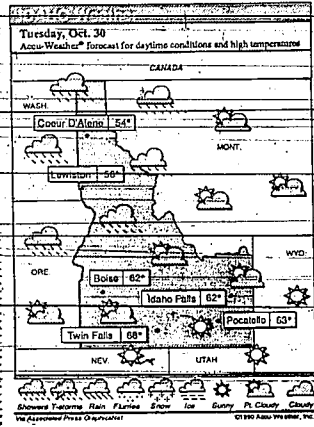 Tuesday, Oct. 30
Accu-Weather® forecast for daytime conditions and high temperatures
CANADA
WASH.
Coeur D'Alene 54°
MONT.
Lewiston
WYO.
ORE.
Boise 62°
Idaho Falls 62°
Pocatello 63°
Twin Falls 68°
NEV.
UTAH
Showers T-storms Rain Flurries Snow Ice Sunny Pt. Cloudy Cloudy
Via Associated Press GraphicsNet
©1990 Accu-Weather, Inc.